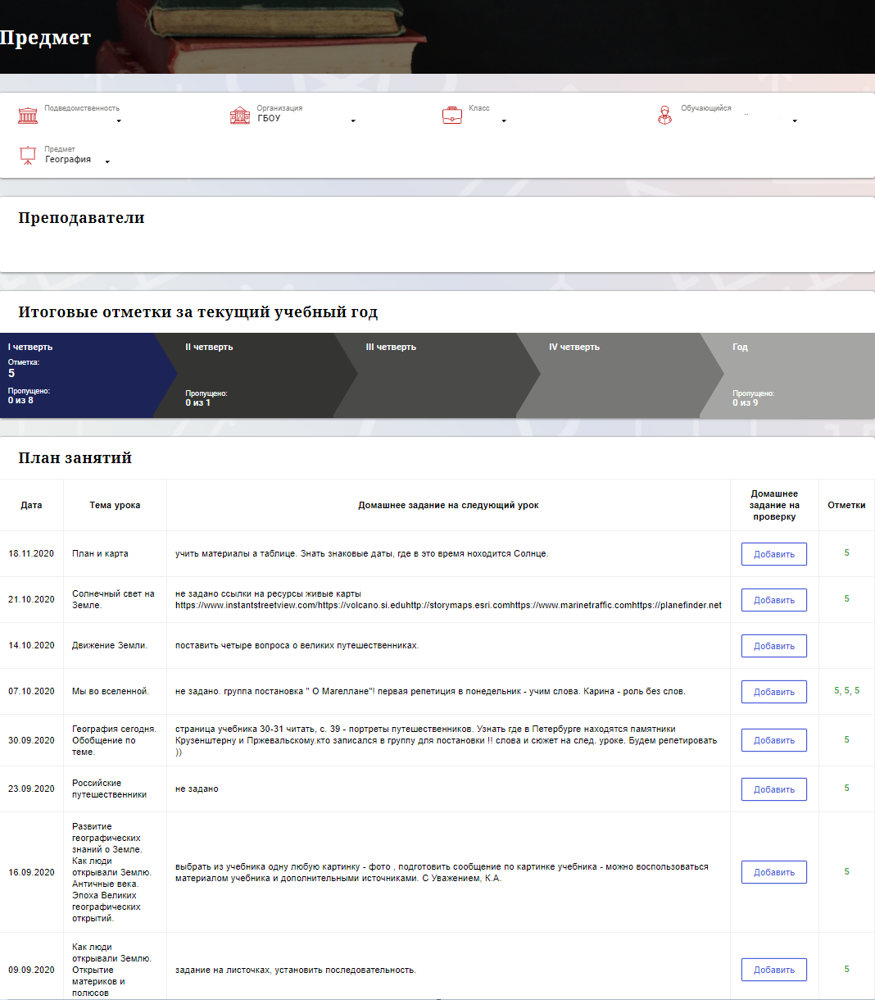 Предмет
Подведомственность
Организация
ГБОУ
Класс
Обучающийся
Предмет
География
Преподаватели
Итоговые отметки за текущий учебный год
I четверть
Отметка:
5
Пропущено:
0 из 8
II четверть
Пропущено:
0 из 1
III четверть
IV четверть
Год
Пропущено:
0 из 9
План занятий
Дата
Тема урока
Домашнее задание на следующий урок
Домашнее
задание на
проверку
Отметки
18.11.2020
План и карта
учить материалы а таблице. Знать знаковые даты, где в это время ноходится Солнце.
Добавить
5
21.10.2020
Солнечный свет на
Земле.
не задано ссылки на ресурсы живые карты
https://www.instantstreetview.com/https://volcano.si.eduhttp://storymaps.esri.comhttps://www.marinetraffic.comhttps://planefinder.net
Добавить
5
14.10.2020
Движение Земли.
поставить четыре вопроса о великих путешественниках.
Добавить
07.10.2020
Мы во вселенной.
не задано. группа постановка " О Магеллане"! первая репетиция в понедельник - учим слова. Карина - роль без слов.
Добавить
5, 5, 5
30.09.2020
География сегодня.
Обобщение по
теме.
страница учебника 30-31 читать, с. 39 - портреты путешественников. Узнать где в Петербурге находятся памятники
Крузенштерну и Пржевальскому.кто записался в группу для постановки !! слова и сюжет на след. уроке. Будем репетировать
))
Добавить
5
23.09.2020
Российские
путешественники
не задано
Добавить
5
16.09.2020
Развитие
географических
знаний о Земле.
Как люди
открывали Землю.
Античные века.
Эпоха Великих
географических
открытий.
выбрать из учебника одну любую картинку - фото , подготовить сообщение по картинке учебника - можно воспользоваться
материалом учебника и дополнительными источниками. С Уважением, К.А.
Добавить
5
09.09.2020
Как люди
открывали Землю.
Открытие
материков и
полюсов
задание на листочках, установить последовательность.
Добавить
5